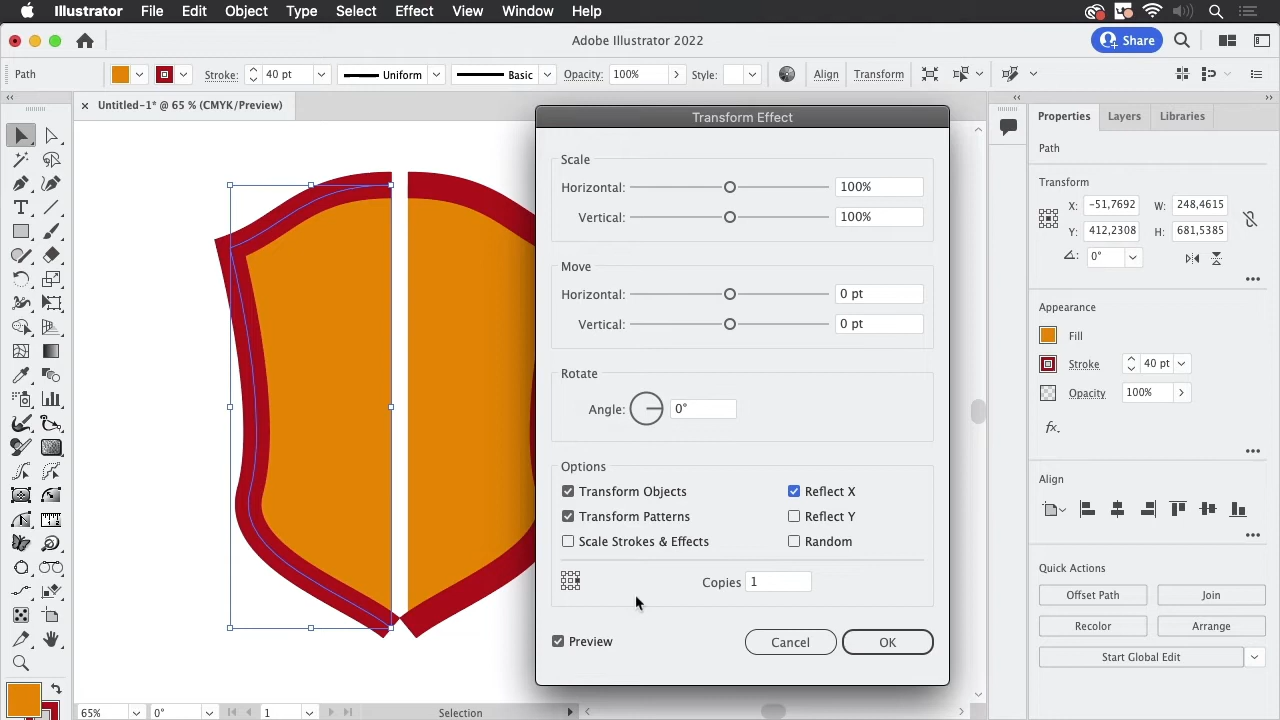 Illustrator File Edit Object Type Select Effect View Window Help
Adobe Illustrator 2022
Share
Path Stroke: 40 pt Uniform Basic Opacity: 100% Style: Align Transform
Untitled-1* @ 65 % (CMYK/Preview)
Transform Effect
Scale
Horizontal: 100%
Vertical: 100%
Move
Horizontal: 0 pt
Vertical: 0 pt
Rotate
Angle: 0°
Options
Transform Objects Reflect X
Transform Patterns Reflect Y
Scale Strokes & Effects Random
Copies 1
Preview Cancel OK
Properties Layers Libraries
Path
Transform
X: -51,7692 W: 248,4615
Y: 412,2308 H: 681,5385
0°
Appearance
Fill
Stroke 40 pt
Opacity 100%
fx.
Align
Quick Actions
Offset Path Join
Recolor Arrange
Start Global Edit
65% 0° 1 Selection